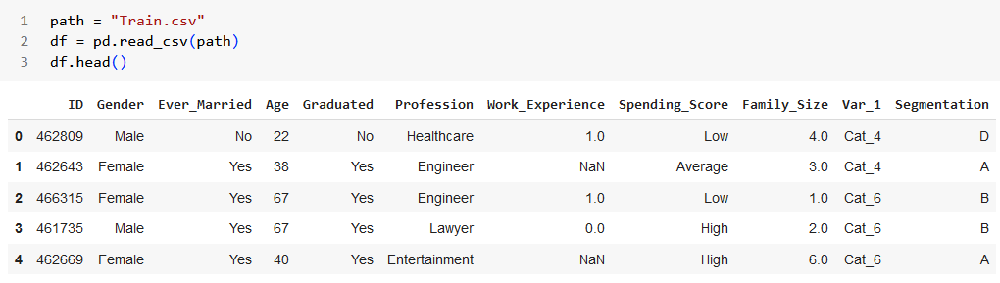 1 path = "Train.csv"
2 df = pd.read_csv(path)
3 df.head()
ID Gender Ever_Married Age Graduated Profession Work_Experience Spending_Score Family_Size Var_1 Segmentation
0 462809 Male No 22 No Healthcare 1.0 Low 4.0 Cat_4 D
1 462643 Female Yes 38 Yes Engineer NaN Average 3.0 Cat_4 A
2 466315 Female Yes 67 Yes Engineer 1.0 Low 1.0 Cat_6 B
3 461735 Male Yes 67 Yes Lawyer 0.0 High 2.0 Cat_6 B
4 462669 Female Yes 40 Yes Entertainment NaN High 6.0 Cat_6 A